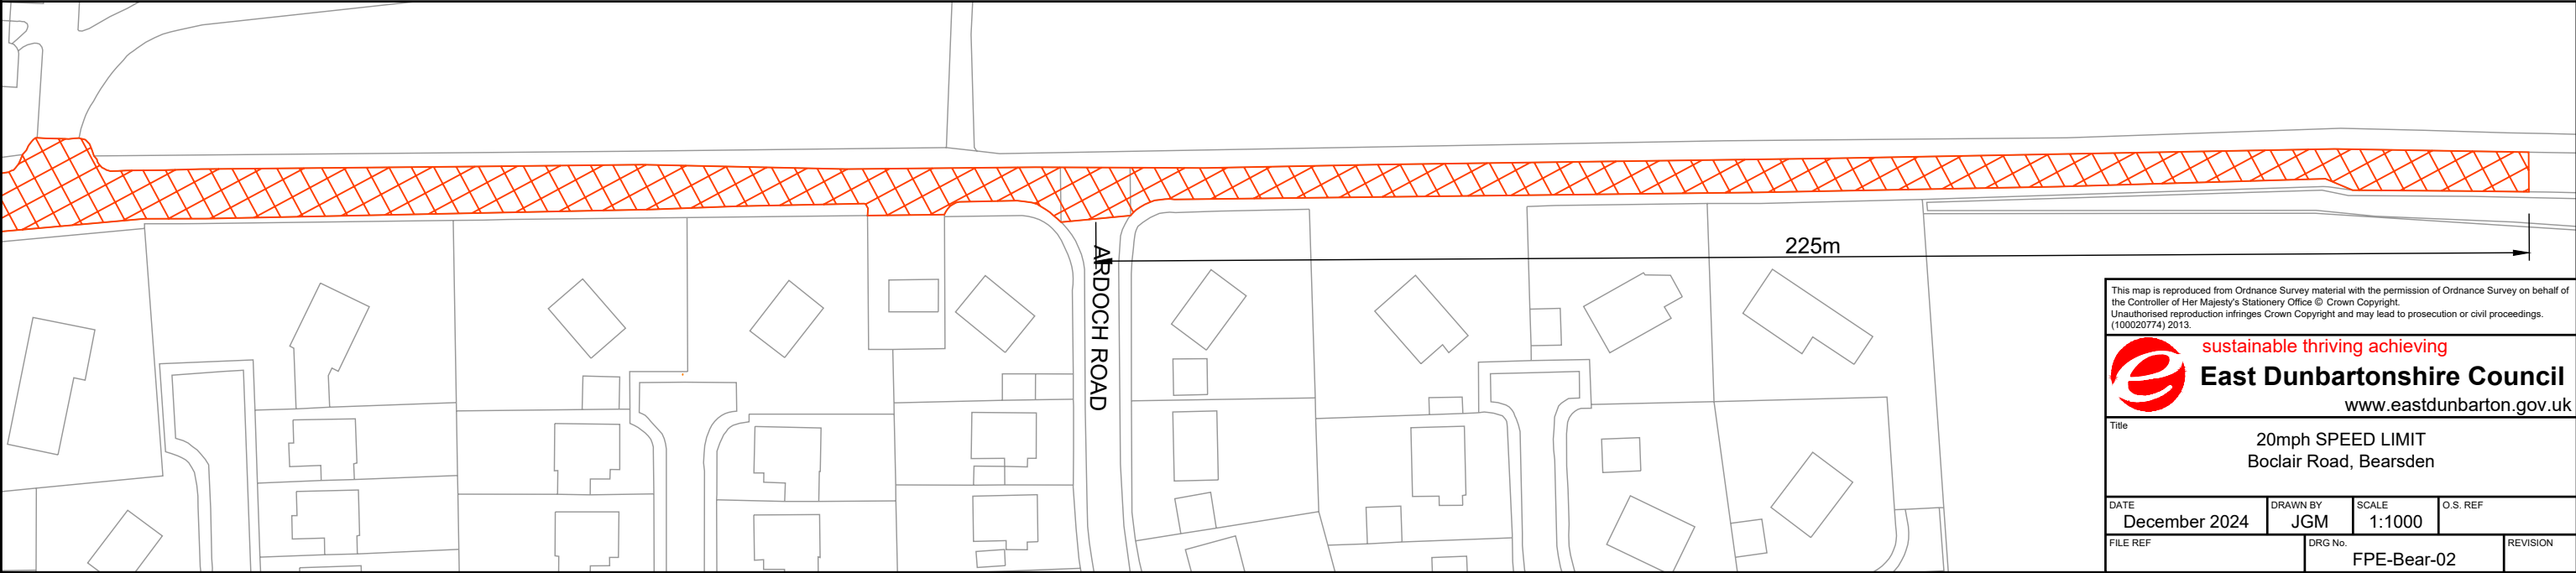 225m
ARDOCH ROAD
This map is reproduced from Ordnance Survey material with the permission of Ordnance Survey on behalf of
the Controller of Her Majesty's Stationery Office © Crown Copyright.
Unauthorised reproduction infringes Crown Copyright and may lead to prosecution or civil proceedings.
(100020774) 2013.
sustainable thriving achieving
East Dunbartonshire Council
www.eastdunbarton.gov.uk
Title
20mph SPEED LIMIT
Boclair Road, Bearsden
DATE
December 2024
DRAWN BY
JGM
SCALE
1:1000
O.S. REF
FILE REF
DRG No.
FPE-Bear-02
REVISION